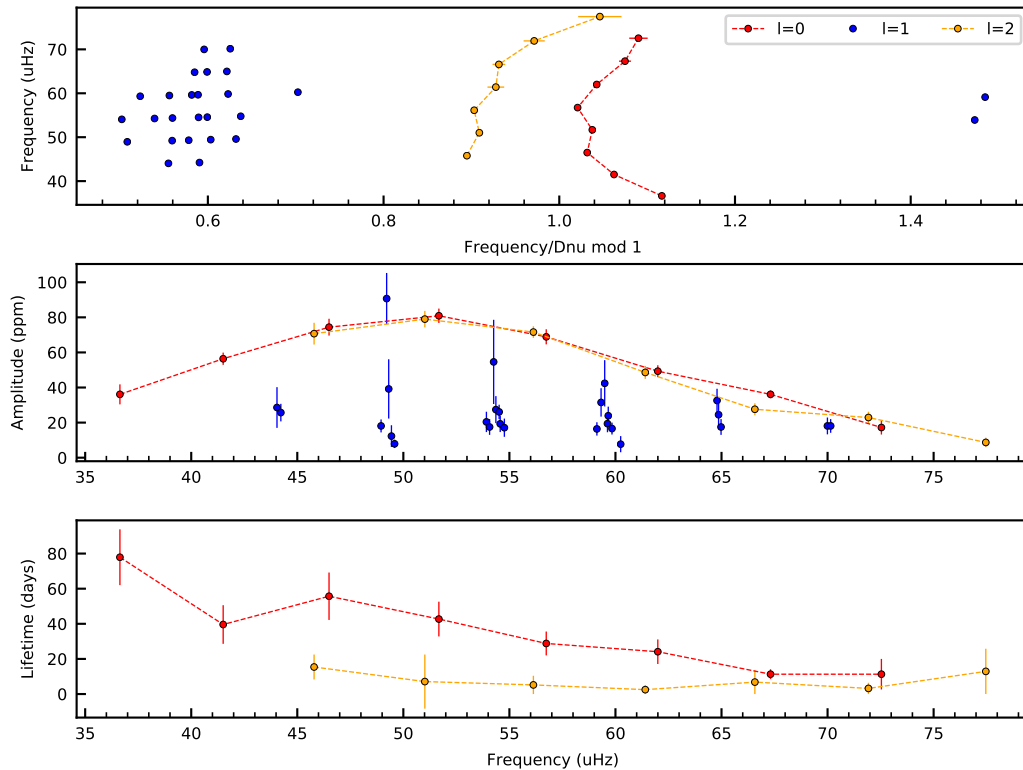 l=0 l=1 l=2
Frequency (uHz)
70
60
50
40
0.6 0.8 1.0 1.2 1.4
Frequency/Dnu mod 1
Amplitude (ppm)
100
80
60
40
20
0
35 40 45 50 55 60 65 70 75
Lifetime (days)
80
60
40
20
0
35 40 45 50 55 60 65 70 75
Frequency (uHz)